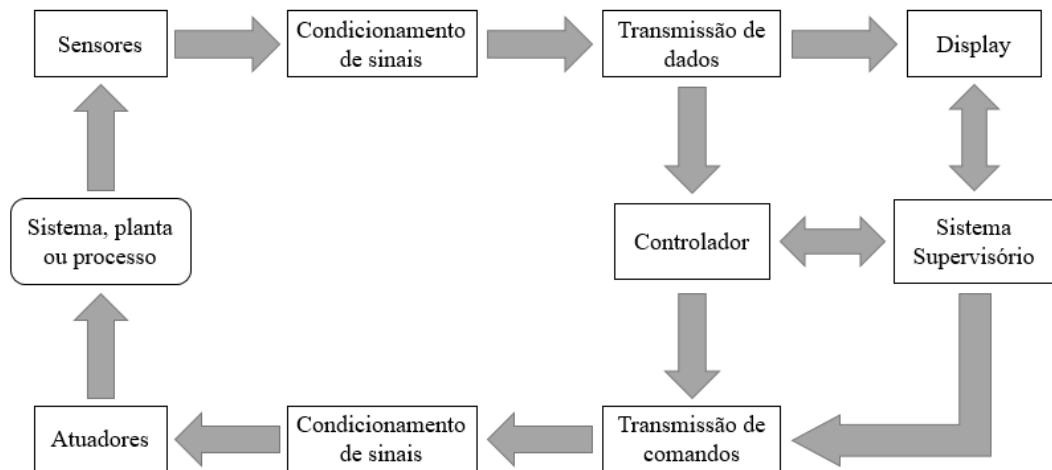 Sensores
Condicionamento
de sinais
Transmissão de
dados
Display
Sistema, planta
ou processo
Controlador
Sistema
Supervisório
Atuadores
Condicionamento
de sinais
Transmissão de
comandos